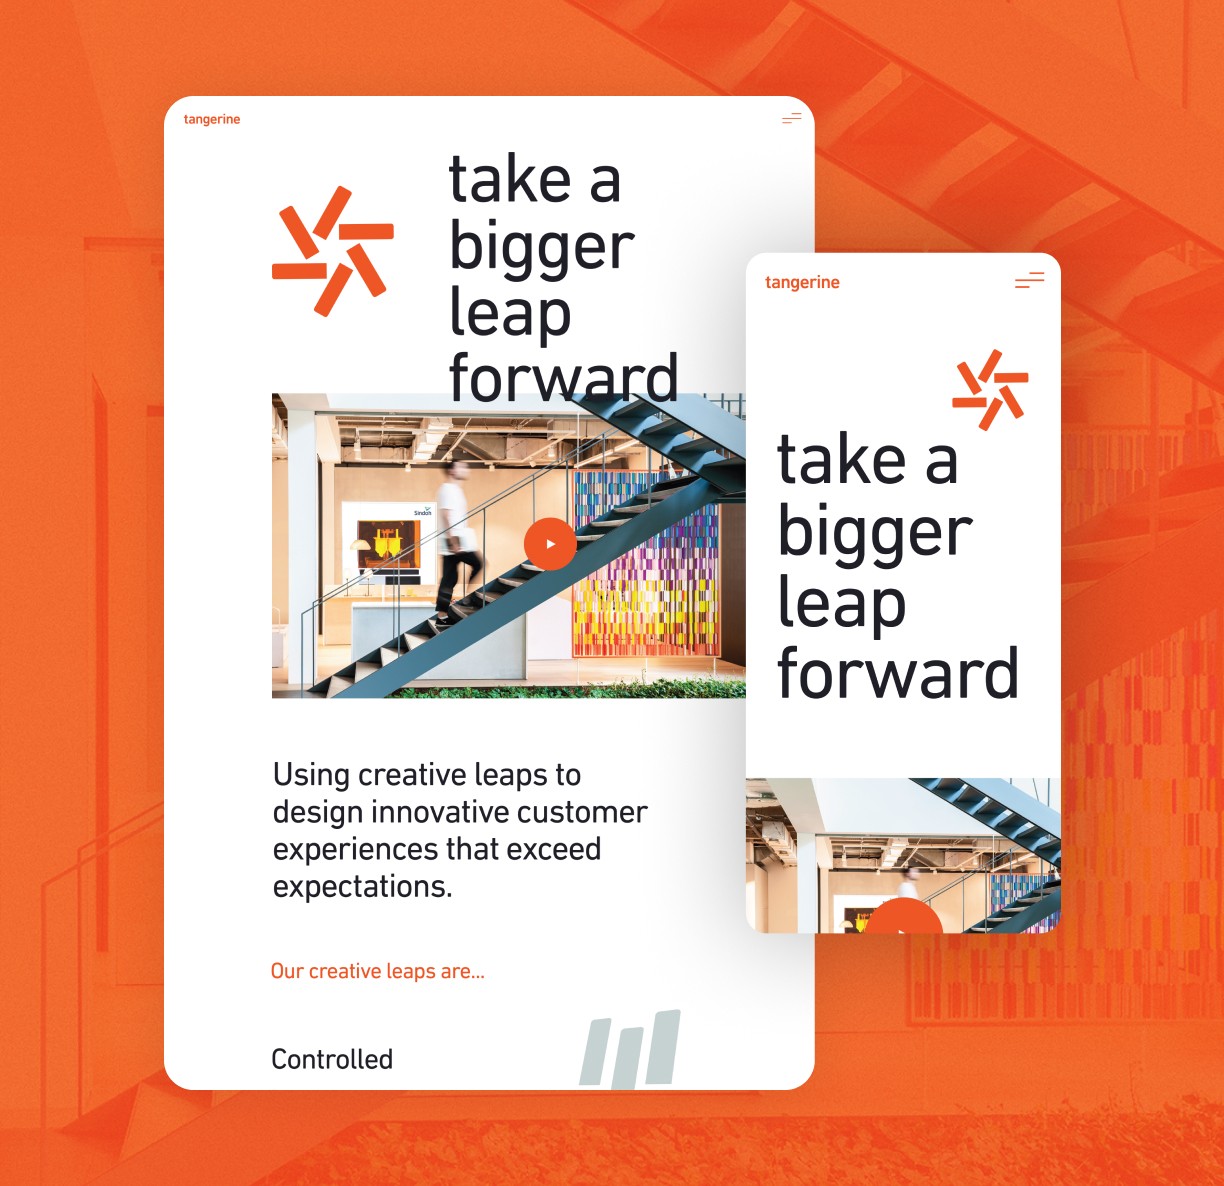 tangerine
take a
bigger
leap
forward
Sindoh
Using creative leaps to
design innovative customer
experiences that exceed
expectations.
Our creative leaps are...
Controlled
tangerine
take a
bigger
leap
forward